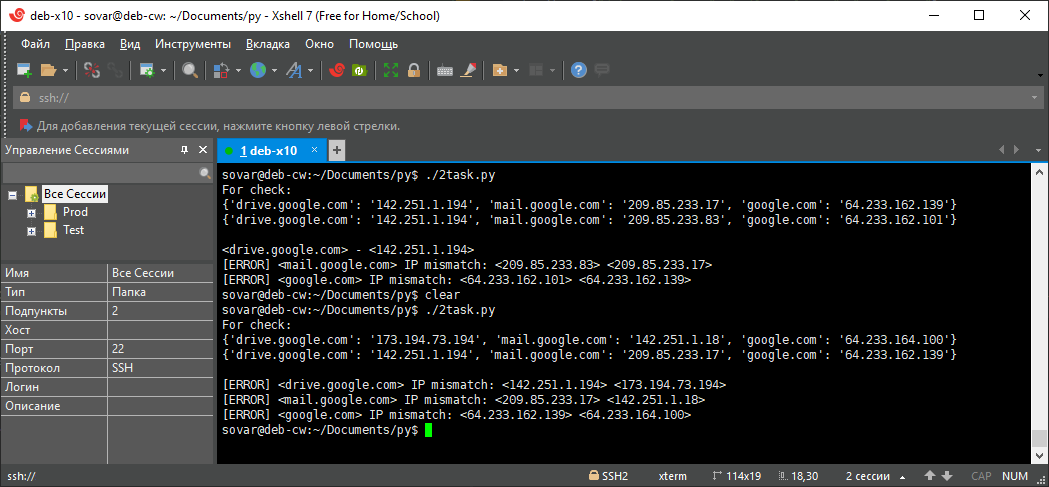 deb-x10 - sovar@deb-cw: ~/Documents/py - Xshell 7 (Free for Home/School)
Файл Правка Вид Инструменты Вкладка Окно Помощь
ssh://
Для добавления текущей сессии, нажмите кнопку левой стрелки.
Управление Сессиями
1 deb-x10
Все Сессии
Prod
Test
Имя Все Сессии
Тип Папка
Подпункты 2
Хост
Порт 22
Протокол SSH
Логин
Описание
sovar@deb-cw:~/Documents/py$ ./2task.py
For check:
{'drive.google.com': '142.251.1.194', 'mail.google.com': '209.85.233.17', 'google.com': '64.233.162.139'}
{'drive.google.com': '142.251.1.194', 'mail.google.com': '209.85.233.83', 'google.com': '64.233.162.101'}
<drive.google.com> - <142.251.1.194>
[ERROR] <mail.google.com> IP mismatch: <209.85.233.83> <209.85.233.17>
[ERROR] <google.com> IP mismatch: <64.233.162.101> <64.233.162.139>
sovar@deb-cw:~/Documents/py$ clear
sovar@deb-cw:~/Documents/py$ ./2task.py
For check:
{'drive.google.com': '173.194.73.194', 'mail.google.com': '142.251.1.18', 'google.com': '64.233.164.100'}
{'drive.google.com': '142.251.1.194', 'mail.google.com': '209.85.233.17', 'google.com': '64.233.162.139'}
[ERROR] <drive.google.com> IP mismatch: <142.251.1.194> <173.194.73.194>
[ERROR] <mail.google.com> IP mismatch: <209.85.233.17> <142.251.1.18>
[ERROR] <google.com> IP mismatch: <64.233.162.139> <64.233.164.100>
sovar@deb-cw:~/Documents/py$
ssh:// SSH2 xterm 114x19 18,30 2 сессии CAP NUM